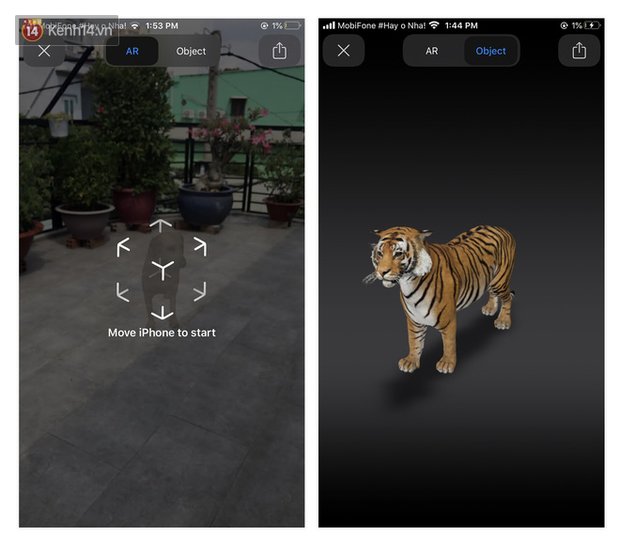 14 Kenh14.vn
MobiFone #Hay o Nha! 1:53 PM 1%
AR Object
Move iPhone to start
MobiFone #Hay o Nha! 1:44 PM 1%
AR Object